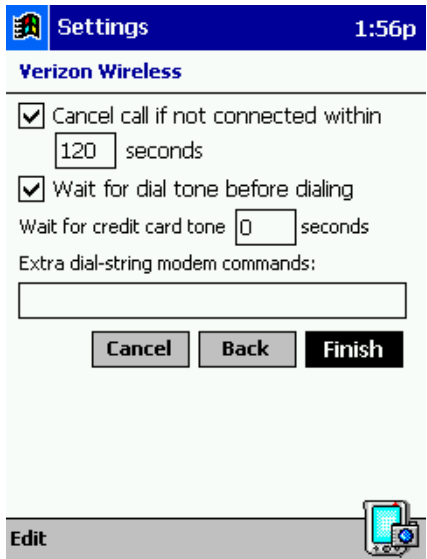 Settings 1:56p
Verizon Wireless
Cancel call if not connected within
120 seconds
Wait for dial tone before dialing
Wait for credit card tone 0 seconds
Extra dial-string modem commands:
Cancel Back Finish
Edit